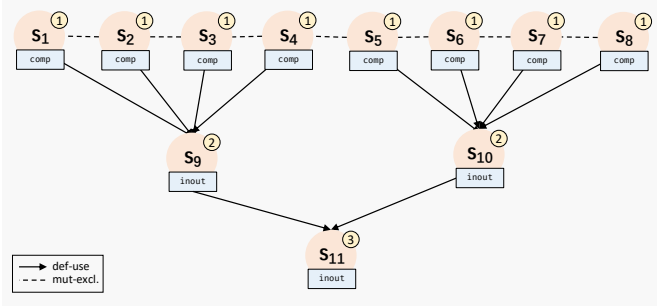 1 1 1 1 1 1 1 1
S1 S2 S3 S4 S5 S6 S7 S8
comp comp comp comp comp comp comp comp
2 2
S9 S10
inout inout
3
S11
inout
def-use
mut-excl.